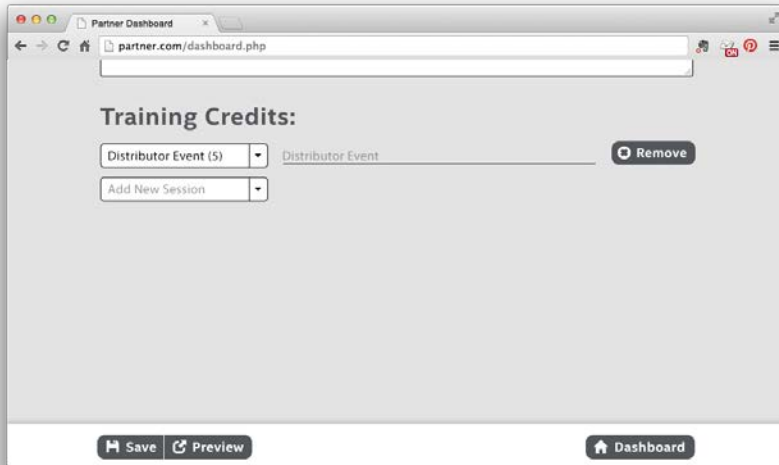 Partner Dashboard
partner.com/dashboard.php
ON
Training Credits:
Distributor Event (5) Distributor Event Remove
Add New Session
Save Preview Dashboard